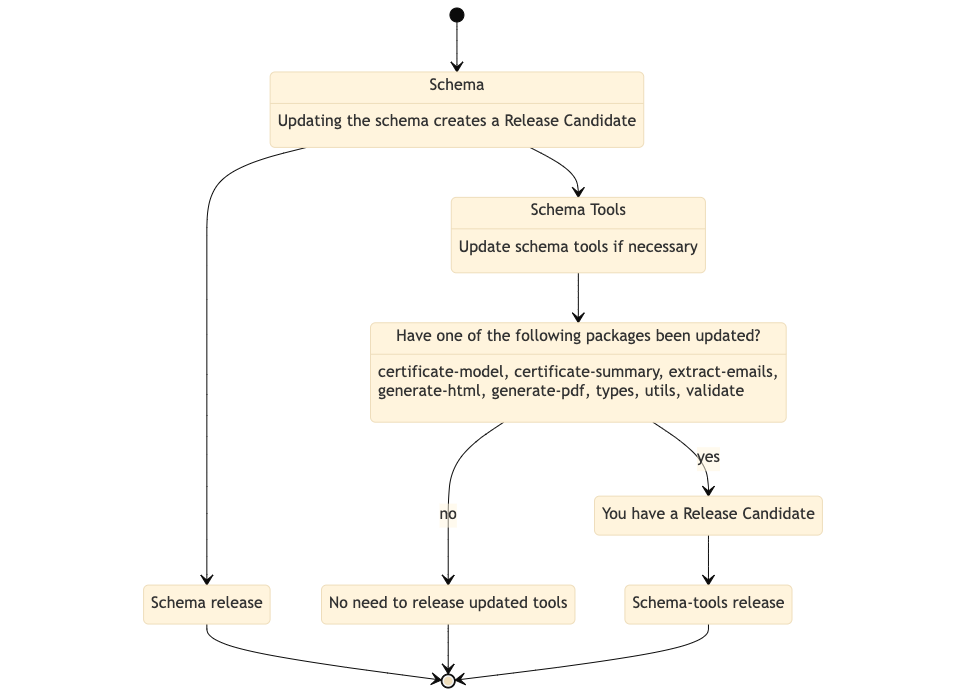 Schema
Updating the schema creates a Release Candidate
Schema Tools
Update schema tools if necessary
Have one of the following packages been updated?
certificate-model, certificate-summary, extract-emails,
generate-html, generate-pdf, types, utils, validate
yes
no
You have a Release Candidate
Schema release
No need to release updated tools
Schema-tools release